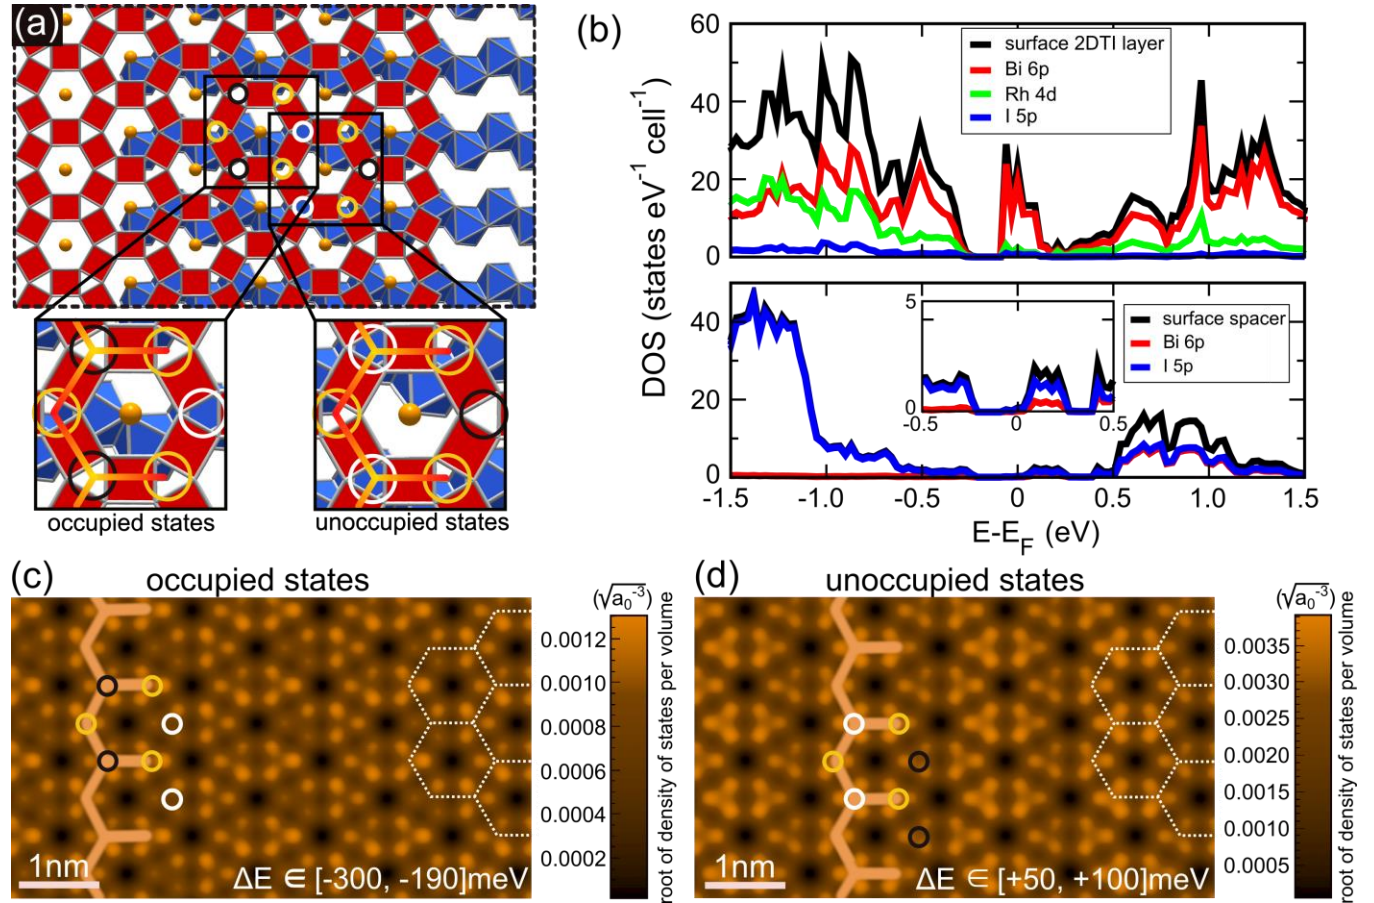 (a)
occupied states
unoccupied states
(b)
DOS (states eV⁻¹ cell⁻¹)
60
40
20
0
surface 2DTI layer
Bi 6p
Rh 4d
I 5p
40
20
0
surface spacer
Bi 6p
I 5p
5
0
-0.5 0 0.5
-1.5 -1.0 -0.5 0 0.5 1.0 1.5
E-E_F (eV)
(c) occupied states
(√a₀⁻³)
0.0012
0.0010
0.0008
0.0006
0.0004
0.0002
root of density of states per volume
1nm
ΔE ∈ [-300, -190]meV
(d) unoccupied states
(√a₀⁻³)
0.0035
0.0030
0.0025
0.0020
0.0015
0.0010
0.0005
root of density of states per volume
1nm
ΔE ∈ [+50, +100]meV